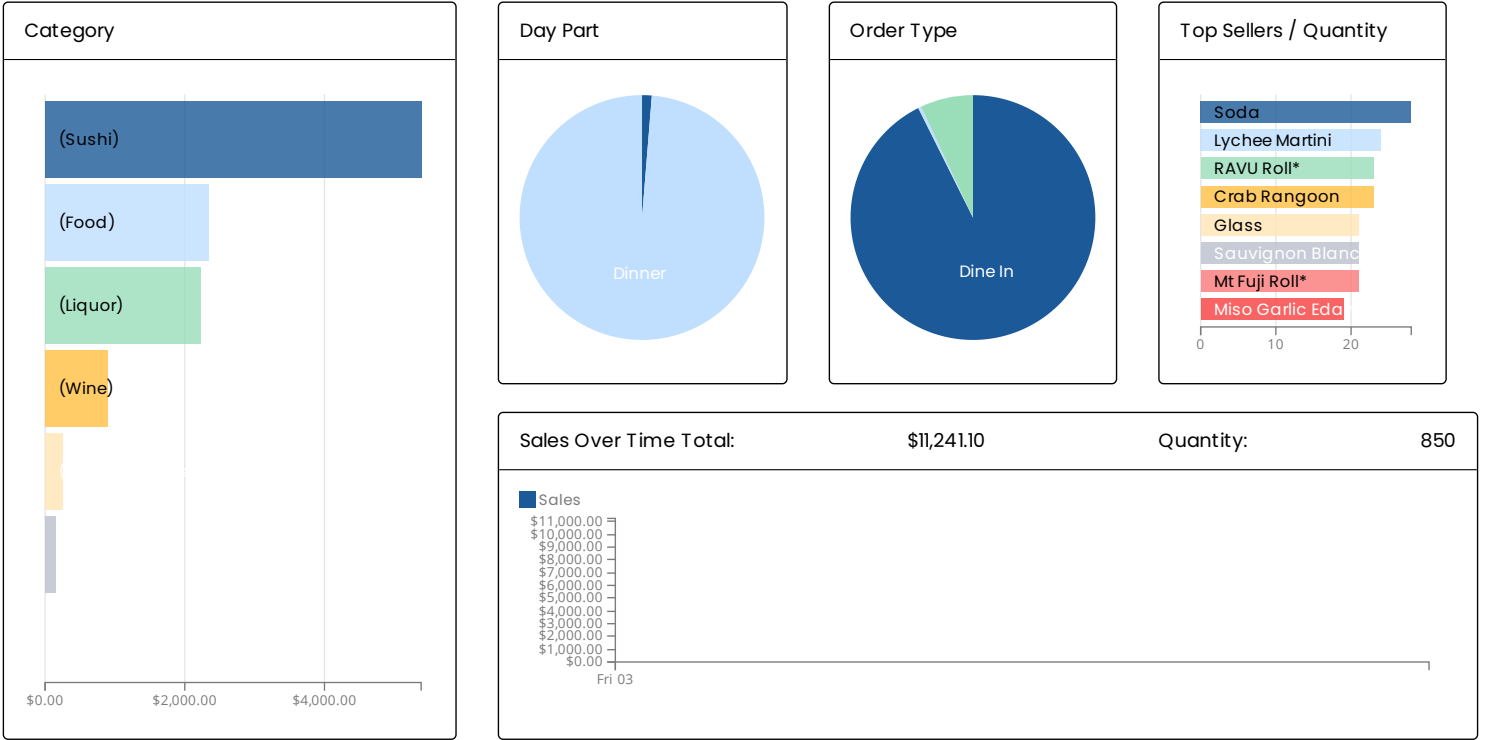 Category
(Sushi)
(Food)
(Liquor)
(Wine)
$0.00
$2,000.00
$4,000.00
Day Part
Dinner
Order Type
Dine In
Top Sellers / Quantity
Soda
Lychee Martini
RAVU Roll*
Crab Rangoon
Glass
Sauvignon Blanc
Mt Fuji Roll*
Miso Garlic Eda
0
10
20
Sales Over Time Total:
$11,241.10
Quantity:
850
Sales
$11,000.00
$10,000.00
$9,000.00
$8,000.00
$7,000.00
$6,000.00
$5,000.00
$4,000.00
$3,000.00
$2,000.00
$1,000.00
$0.00
Fri 03